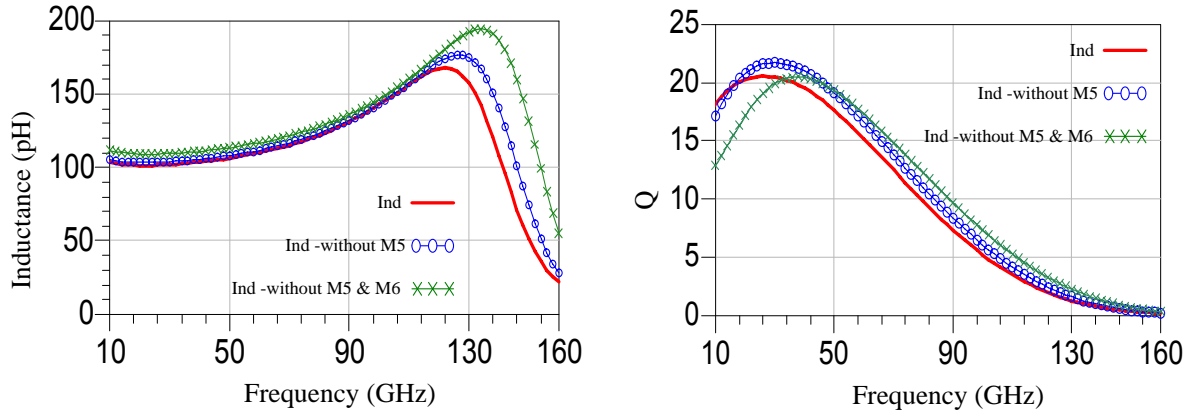 200
150
100
50
0
Inductance (pH)
Ind
Ind -without M5
Ind -without M5 & M6
10 50 90 130 160
Frequency (GHz)
25
20
15
10
5
0
Q
Ind
Ind -without M5
Ind -without M5 & M6
10 50 90 130 160
Frequency (GHz)